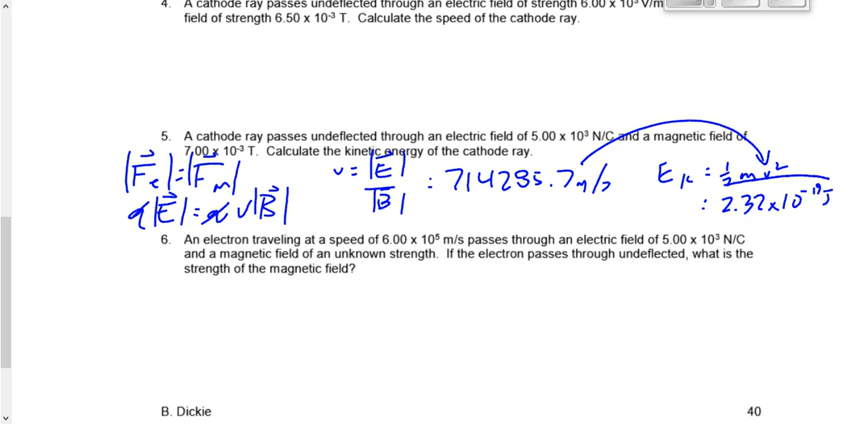 4. A cathode ray passes undeflected through an electric field of strength 6.00 x 10³ V/m
field of strength 6.50 x 10⁻³ T. Calculate the speed of the cathode ray.
5. A cathode ray passes undeflected through an electric field of 5.00 x 10³ N/C and a magnetic field of
7.00 x 10⁻³ T. Calculate the kinetic energy of the cathode ray.
|F⃗e| = |F⃗m|
q|E⃗| = q v|B⃗|
v = |E⃗| / |B⃗| : 714285.7 m/s
Eₖ = ½mv²
: 2.32 x 10⁻¹⁹ J
6. An electron traveling at a speed of 6.00 x 10⁵ m/s passes through an electric field of 5.00 x 10³ N/C
and a magnetic field of an unknown strength. If the electron passes through undeflected, what is the
strength of the magnetic field?
B. Dickie 40